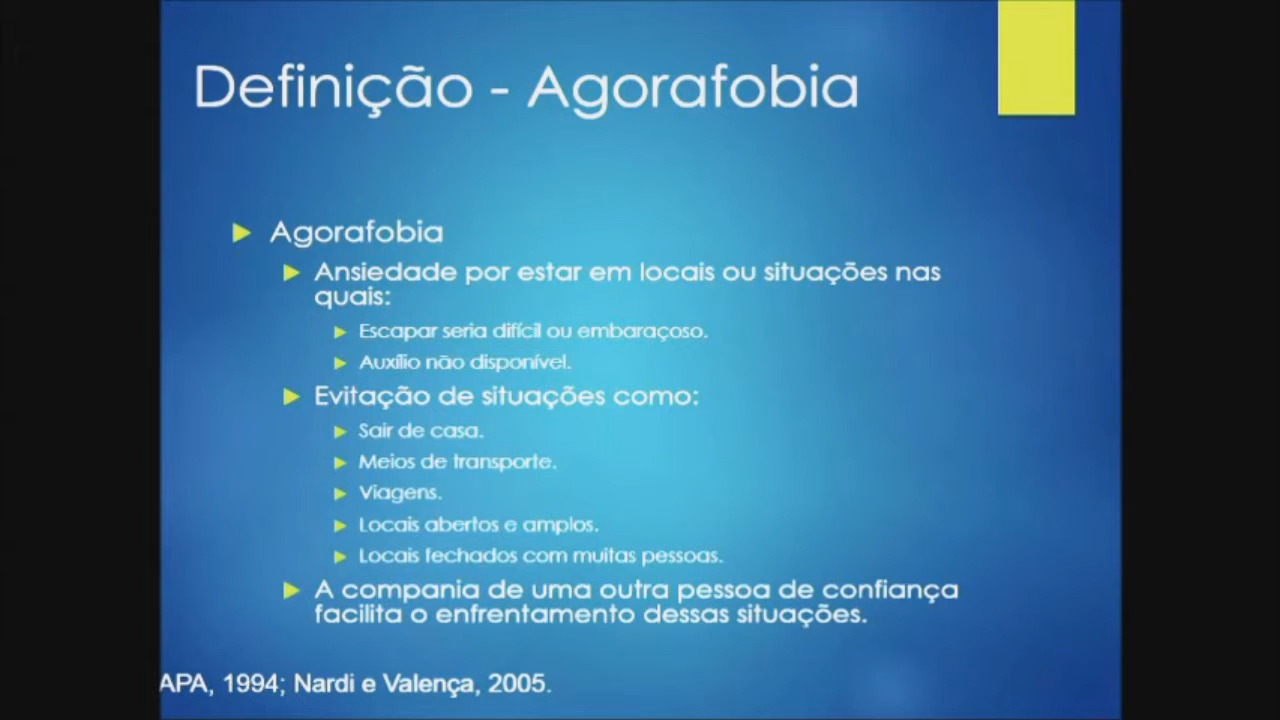 Definição - Agorafobia
Agorafobia
Ansiedade por estar em locais ou situações nas
quais:
Escapar seria difícil ou embaraçoso.
Auxílio não disponível.
Evitação de situações como:
Sair de casa.
Meios de transporte.
Viagens.
Locais abertos e amplos.
Locais fechados com muitas pessoas.
A compania de uma outra pessoa de confiança
facilita o enfrentamento dessas situações.
APA, 1994; Nardi e Valença, 2005.